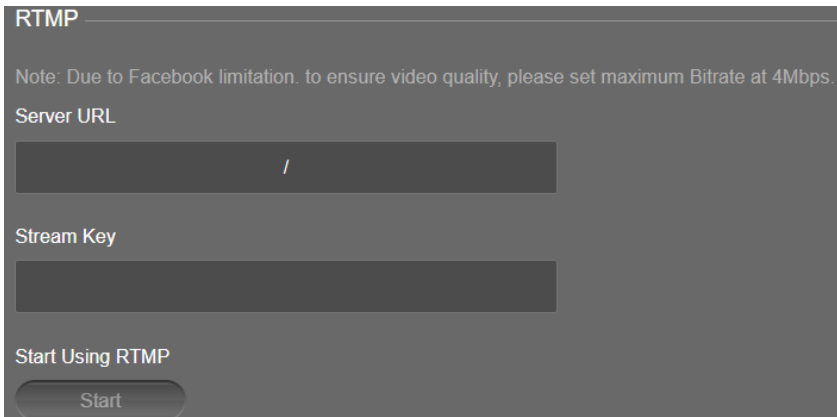 RTMP
Note: Due to Facebook limitation. to ensure video quality, please set maximum Bitrate at 4Mbps.
Server URL
/
Stream Key
Start Using RTMP
Start